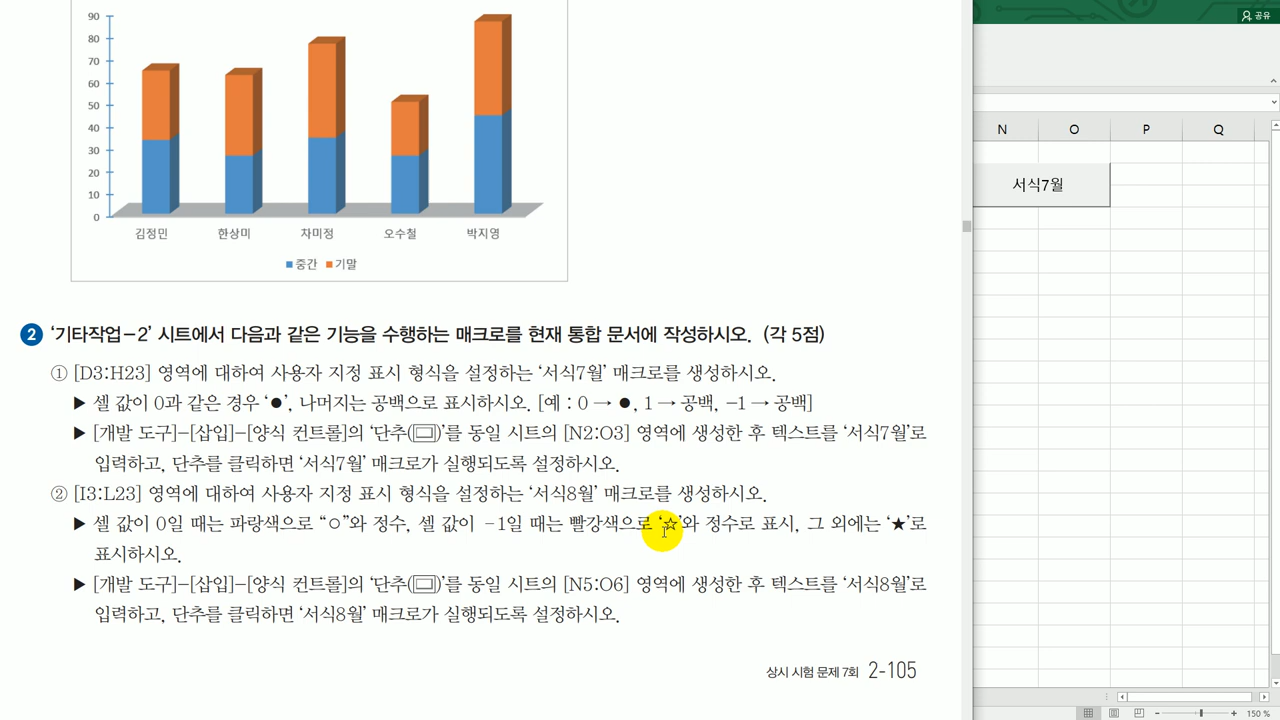 90
80
70
60
50
40
30
20
10
0
김정민 한상미 차미정 오수철 박지영
■중간 ■기말
2 '기타작업-2' 시트에서 다음과 같은 기능을 수행하는 매크로를 현재 통합 문서에 작성하시오. (각 5점)
① [D3:H23] 영역에 대하여 사용자 지정 표시 형식을 설정하는 '서식7월' 매크로를 생성하시오.
▶ 셀 값이 0과 같은 경우 '●', 나머지는 공백으로 표시하시오. [예 : 0 → ●, 1 → 공백, -1 → 공백]
▶ [개발 도구]-[삽입]-[양식 컨트롤]의 '단추(□)'를 동일 시트의 [N2:O3] 영역에 생성한 후 텍스트를 '서식7월'로
입력하고, 단추를 클릭하면 '서식7월' 매크로가 실행되도록 설정하시오.
② [I3:L23] 영역에 대하여 사용자 지정 표시 형식을 설정하는 '서식8월' 매크로를 생성하시오.
▶ 셀 값이 0일 때는 파랑색으로 "○"와 정수, 셀 값이 -1일 때는 빨강색으로 '☆'와 정수로 표시, 그 외에는 '★'로
표시하시오.
▶ [개발 도구]-[삽입]-[양식 컨트롤]의 '단추(□)'를 동일 시트의 [N5:O6] 영역에 생성한 후 텍스트를 '서식8월'로
입력하고, 단추를 클릭하면 '서식8월' 매크로가 실행되도록 설정하시오.
상시 시험 문제 7회 2-105
공유
N O P Q
서식7월
150 %